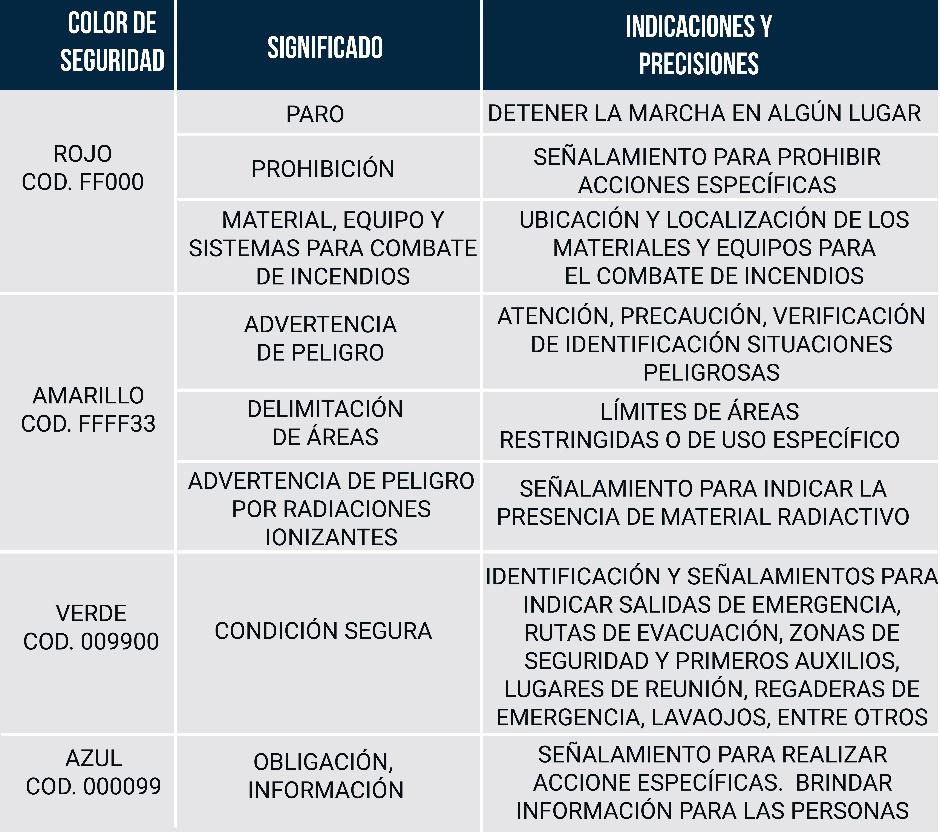 COLOR DE
SEGURIDAD
SIGNIFICADO
INDICACIONES Y
PRECISIONES
ROJO
COD. FF000
PARO
DETENER LA MARCHA EN ALGÚN LUGAR
PROHIBICIÓN
SEÑALAMIENTO PARA PROHIBIR
ACCIONES ESPECÍFICAS
MATERIAL, EQUIPO Y
SISTEMAS PARA COMBATE
DE INCENDIOS
UBICACIÓN Y LOCALIZACIÓN DE LOS
MATERIALES Y EQUIPOS PARA
EL COMBATE DE INCENDIOS
AMARILLO
COD. FFFF33
ADVERTENCIA
DE PELIGRO
ATENCIÓN, PRECAUCIÓN, VERIFICACIÓN
DE IDENTIFICACIÓN SITUACIONES
PELIGROSAS
DELIMITACIÓN
DE ÁREAS
LÍMITES DE ÁREAS
RESTRINGIDAS O DE USO ESPECÍFICO
ADVERTENCIA DE PELIGRO
POR RADIACIONES
IONIZANTES
SEÑALAMIENTO PARA INDICAR LA
PRESENCIA DE MATERIAL RADIACTIVO
VERDE
COD. 009900
CONDICIÓN SEGURA
IDENTIFICACIÓN Y SEÑALAMIENTOS PARA
INDICAR SALIDAS DE EMERGENCIA,
RUTAS DE EVACUACIÓN, ZONAS DE
SEGURIDAD Y PRIMEROS AUXILIOS,
LUGARES DE REUNIÓN, REGADERAS DE
EMERGENCIA, LAVAOJOS, ENTRE OTROS
AZUL
COD. 000099
OBLIGACIÓN,
INFORMACIÓN
SEÑALAMIENTO PARA REALIZAR
ACCIONE ESPECÍFICAS. BRINDAR
INFORMACIÓN PARA LAS PERSONAS